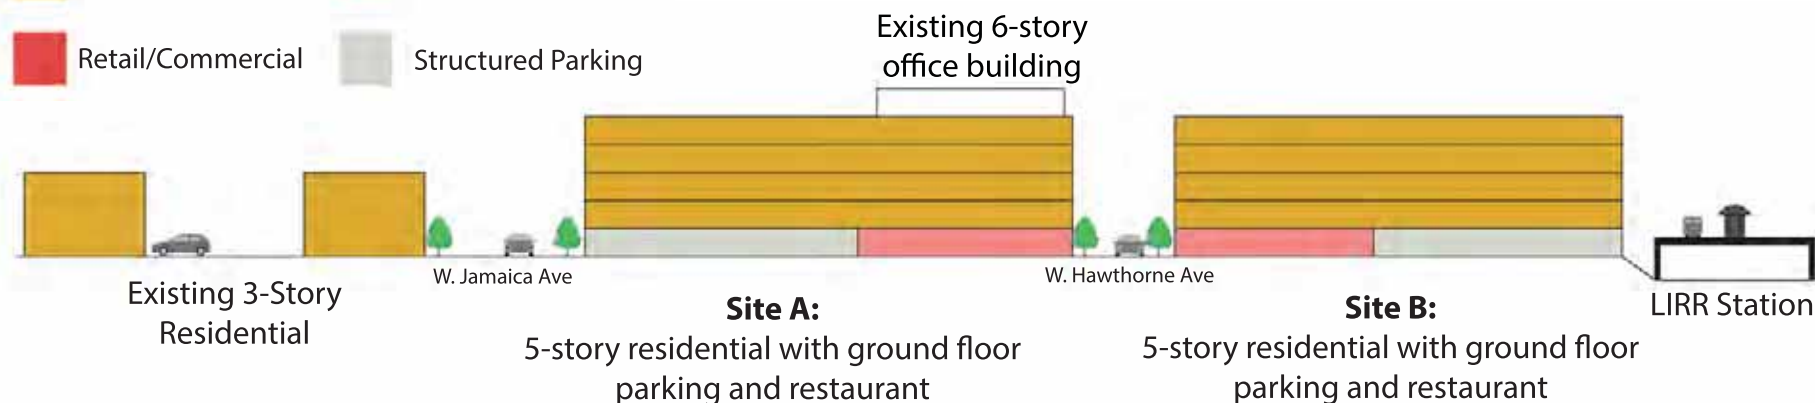 Retail/Commercial
Structured Parking
Existing 6-story
office building
W. Jamaica Ave
W. Hawthorne Ave
Existing 3-Story
Residential
Site A:
5-story residential with ground floor
parking and restaurant
Site B:
5-story residential with ground floor
parking and restaurant
LIRR Station